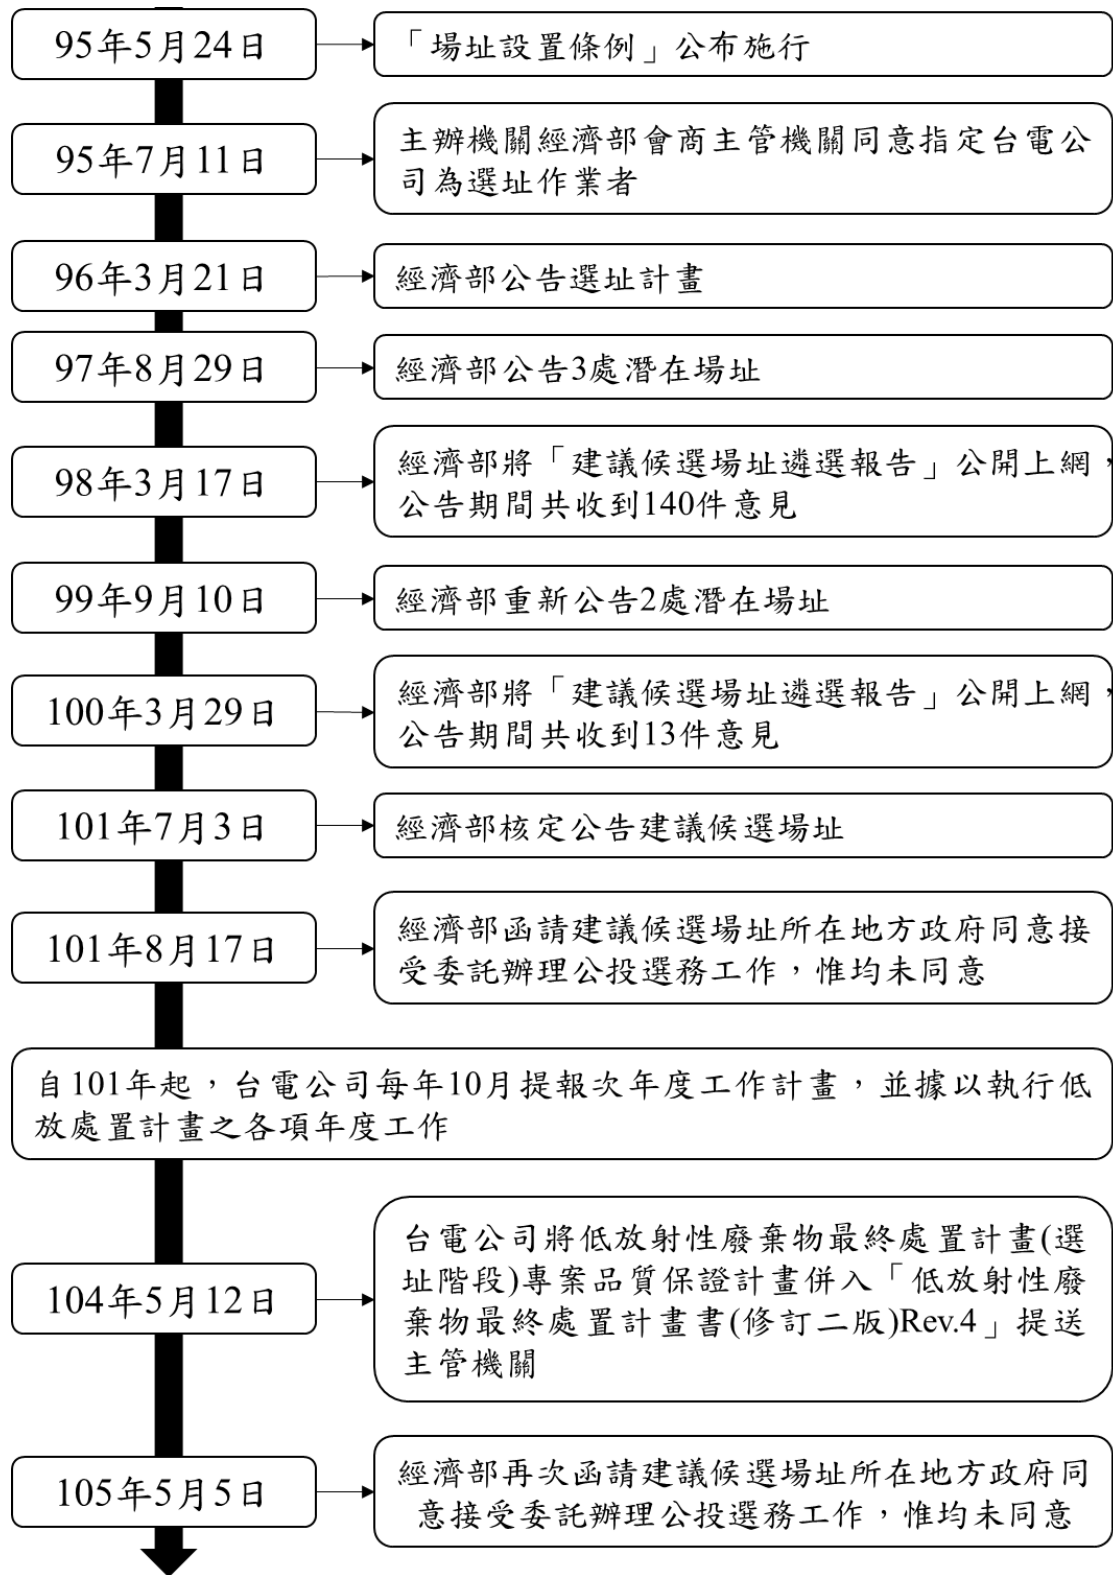 95年5月24日
「場址設置條例」公布施行
95年7月11日
主辦機關經濟部會商主管機關同意指定台電公
司為選址作業者
96年3月21日
經濟部公告選址計畫
97年8月29日
經濟部公告3處潛在場址
98年3月17日
經濟部將「建議候選場址遴選報告」公開上網，
公告期間共收到140件意見
99年9月10日
經濟部重新公告2處潛在場址
100年3月29日
經濟部將「建議候選場址遴選報告」公開上網，
公告期間共收到13件意見
101年7月3日
經濟部核定公告建議候選場址
101年8月17日
經濟部函請建議候選場址所在地方政府同意接
受委託辦理公投選務工作，惟均未同意
自101年起，台電公司每年10月提報次年度工作計畫，並據以執行低
放處置計畫之各項年度工作
104年5月12日
台電公司將低放射性廢棄物最終處置計畫(選
址階段)專案品質保證計畫併入「低放射性廢
棄物最終處置計畫書(修訂二版)Rev.4」提送
主管機關
105年5月5日
經濟部再次函請建議候選場址所在地方政府同
意接受委託辦理公投選務工作，惟均未同意